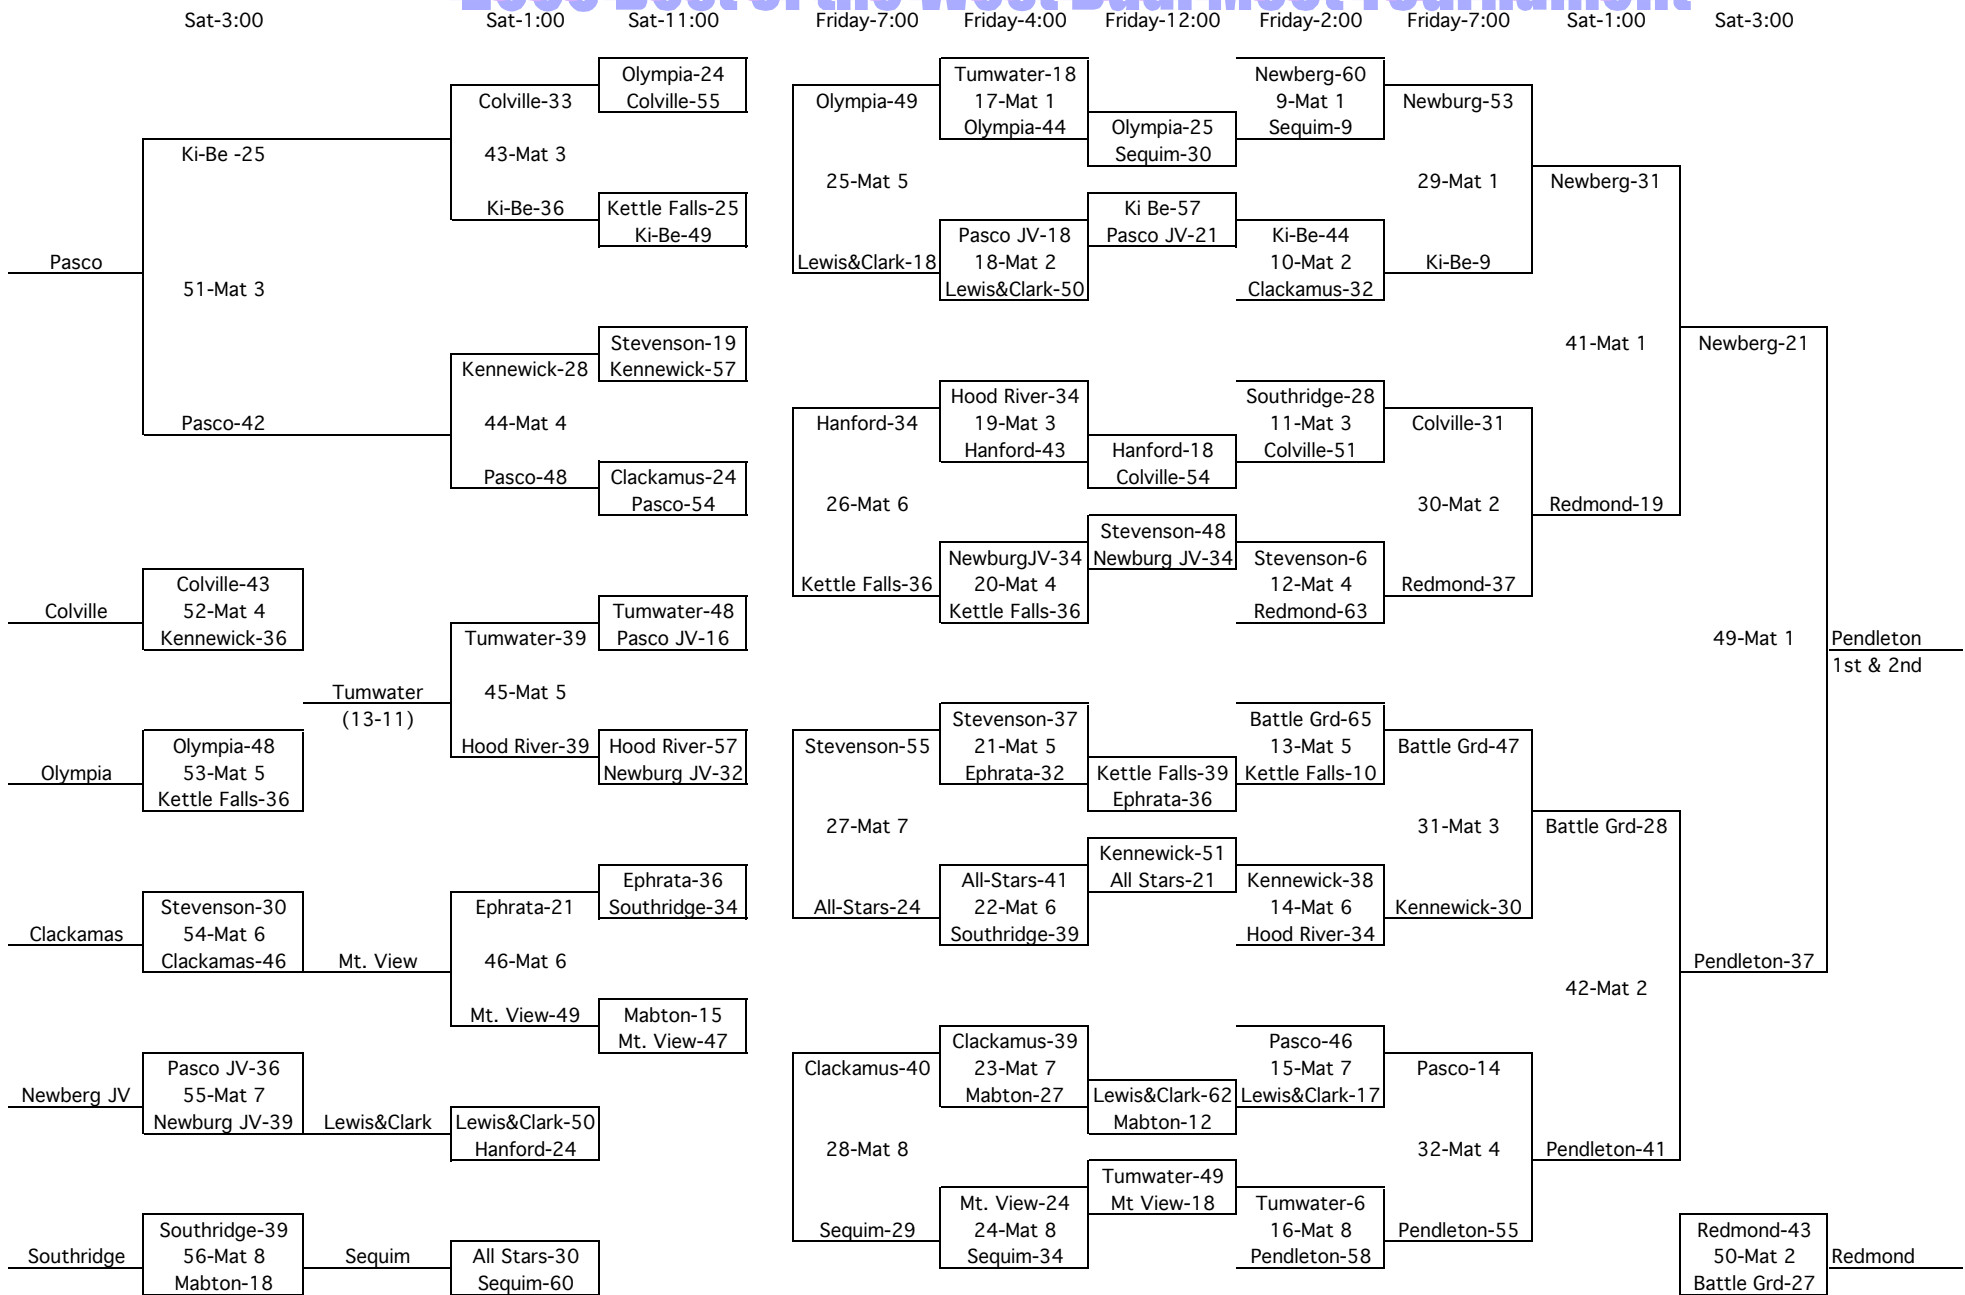 Best of the West Dual Meet Tournament
Sat-3:00 Sat-1:00 Sat-11:00 Friday-7:00 Friday-4:00 Friday-12:00 Friday-2:00 Friday-7:00 Sat-1:00 Sat-3:00
Olympia-24 Tumwater-18 Newberg-60
Colville-33 Colville-55 Olympia-49 17-Mat 1 9-Mat 1 Newburg-53
Olympia-44 Olympia-25 Sequim-9
Ki-Be -25 43-Mat 3 Sequim-30
25-Mat 5 29-Mat 1 Newberg-31
Ki-Be-36 Kettle Falls-25 Ki Be-57
Ki-Be-49 Pasco JV-18 Pasco JV-21 Ki-Be-44
Pasco Lewis&Clark-18 18-Mat 2 10-Mat 2 Ki-Be-9
51-Mat 3 Lewis&Clark-50 Clackamus-32
Stevenson-19 41-Mat 1 Newberg-21
Kennewick-28 Kennewick-57
Hood River-34 Southridge-28
Pasco-42 44-Mat 4 Hanford-34 19-Mat 3 11-Mat 3 Colville-31
Hanford-43 Hanford-18 Colville-51
Pasco-48 Clackamus-24 Colville-54
Pasco-54 26-Mat 6 30-Mat 2 Redmond-19
Stevenson-48
NewburgJV-34 Newburg JV-34 Stevenson-6
Colville-43 Kettle Falls-36 20-Mat 4 12-Mat 4 Redmond-37
Colville 52-Mat 4 Tumwater-48 Kettle Falls-36 Redmond-63
Kennewick-36 Tumwater-39 Pasco JV-16 49-Mat 1 Pendleton
1st & 2nd
Tumwater 45-Mat 5
(13-11) Stevenson-37 Battle Grd-65
Olympia-48 Hood River-39 Hood River-57 Stevenson-55 21-Mat 5 13-Mat 5 Battle Grd-47
Olympia 53-Mat 5 Newburg JV-32 Ephrata-32 Kettle Falls-39 Kettle Falls-10
Kettle Falls-36 Ephrata-36
27-Mat 7 31-Mat 3 Battle Grd-28
Kennewick-51
Ephrata-36 All-Stars-41 All Stars-21 Kennewick-38
Stevenson-30 Ephrata-21 Southridge-34 All-Stars-24 22-Mat 6 14-Mat 6 Kennewick-30
Clackamas 54-Mat 6 Southridge-39 Hood River-34
Clackamas-46 Mt. View 46-Mat 6 Pendleton-37
42-Mat 2
Mt. View-49 Mabton-15
Mt. View-47 Clackamus-39 Pasco-46
Pasco JV-36 Clackamus-40 23-Mat 7 15-Mat 7 Pasco-14
Newberg JV 55-Mat 7 Mabton-27 Lewis&Clark-62 Lewis&Clark-17
Newburg JV-39 Lewis&Clark Lewis&Clark-50 Mabton-12
Hanford-24 28-Mat 8 32-Mat 4 Pendleton-41
Tumwater-49
Mt. View-24 Mt View-18 Tumwater-6
Southridge-39 Sequim-29 24-Mat 8 16-Mat 8 Pendleton-55 Redmond-43
Southridge 56-Mat 8 Sequim All Stars-30 Sequim-34 Pendleton-58 50-Mat 2 Redmond
Mabton-18 Sequim-60 Battle Grd-27